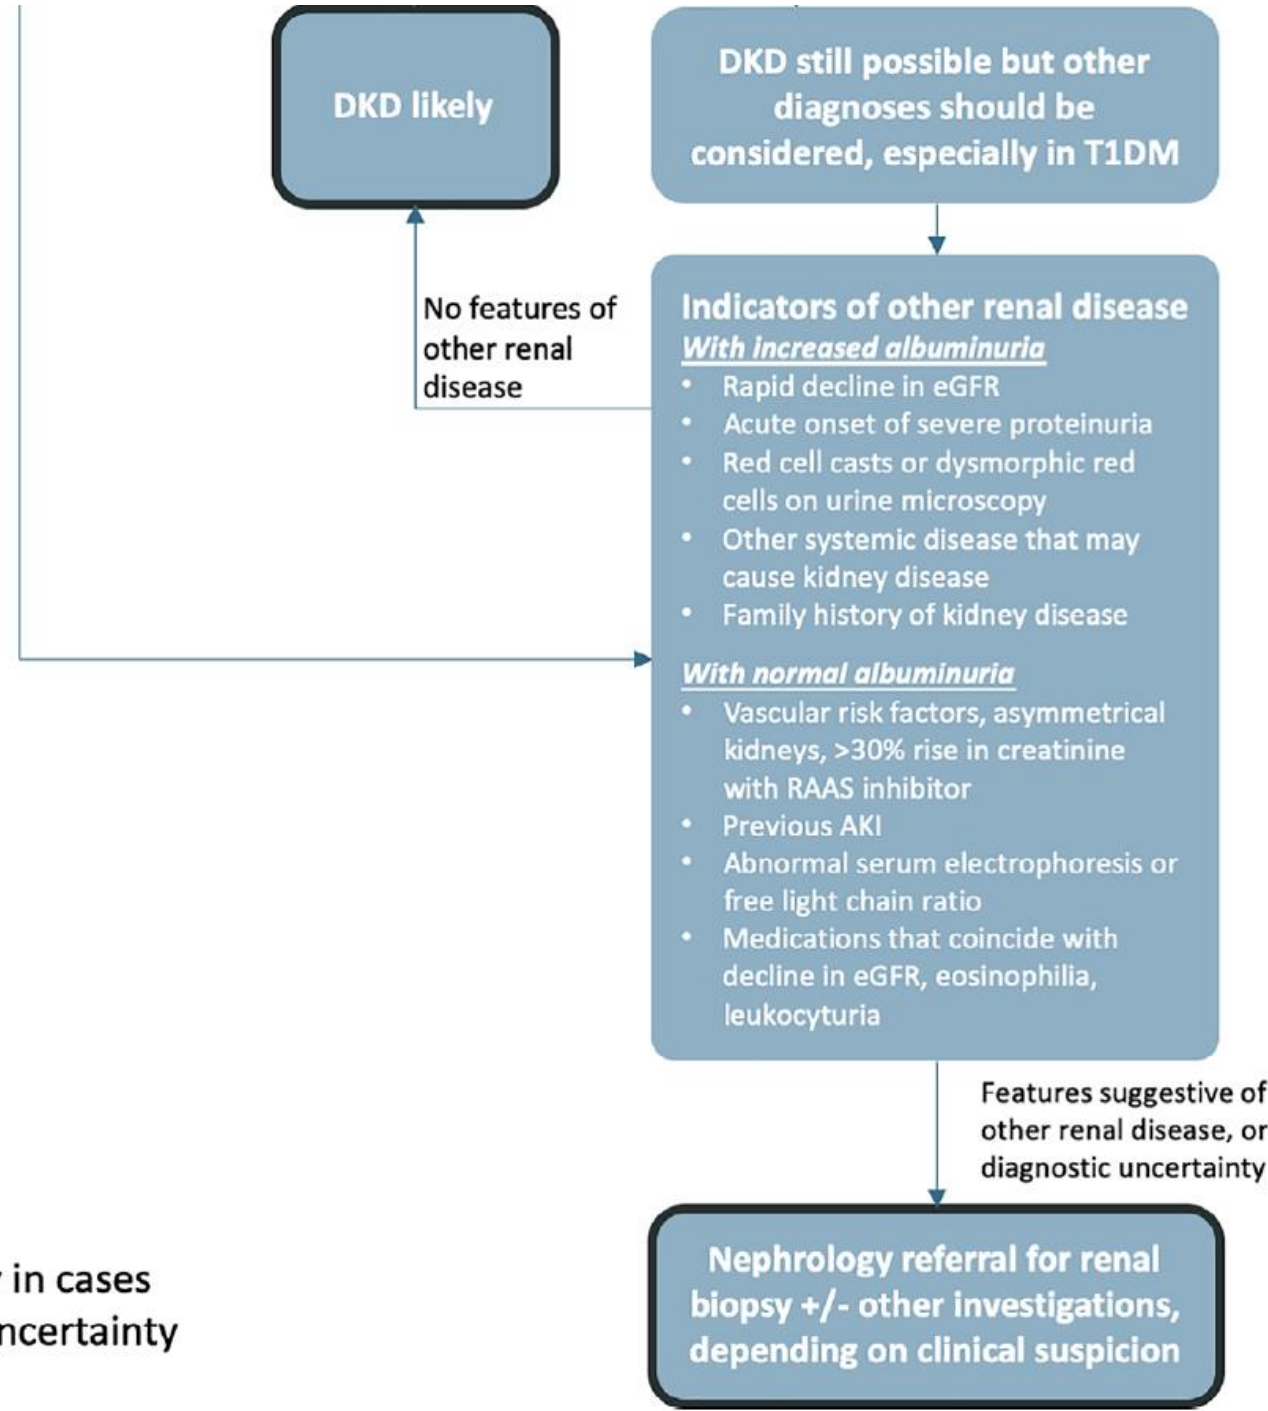 DKD likely
DKD still possible but other
diagnoses should be
considered, especially in T1DM
No features of
other renal
disease
Indicators of other renal disease
With increased albuminuria
• Rapid decline in eGFR
• Acute onset of severe proteinuria
• Red cell casts or dysmorphic red
cells on urine microscopy
• Other systemic disease that may
cause kidney disease
• Family history of kidney disease
With normal albuminuria
• Vascular risk factors, asymmetrical
kidneys, >30% rise in creatinine
with RAAS inhibitor
• Previous AKI
• Abnormal serum electrophoresis or
free light chain ratio
• Medications that coincide with
decline in eGFR, eosinophilia,
leukocyturia
Features suggestive of
other renal disease, or
diagnostic uncertainty
Nephrology referral for renal
biopsy +/- other investigations,
depending on clinical suspicion
in cases
ncertainty